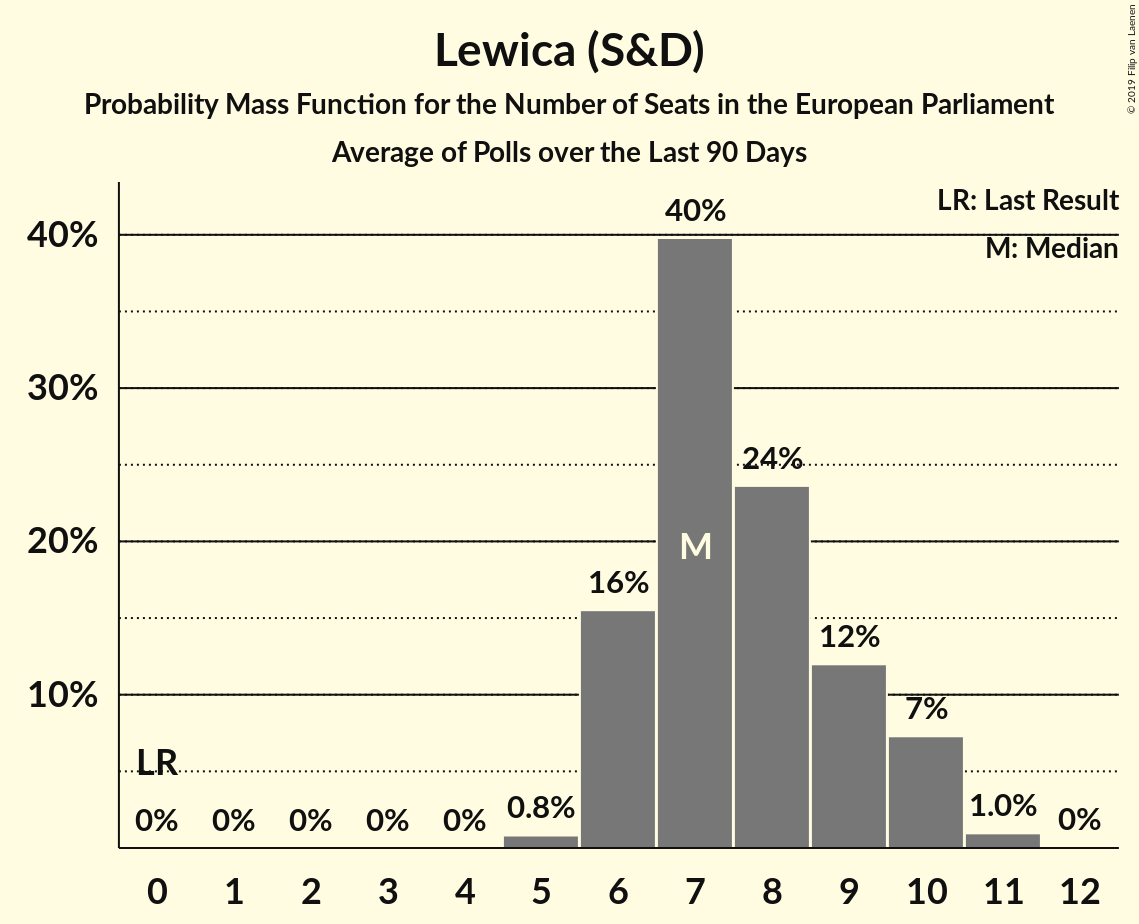 Lewica (S&D)
Probability Mass Function for the Number of Seats in the European Parliament
Average of Polls over the Last 90 Days
© 2019 Filip van Laenen
LR: Last Result
M: Median
40%
30%
20%
10%
LR
0%
0%
0%
0%
0%
0.8%
16%
40%
M
24%
12%
7%
1.0%
0%
0 1 2 3 4 5 6 7 8 9 10 11 12